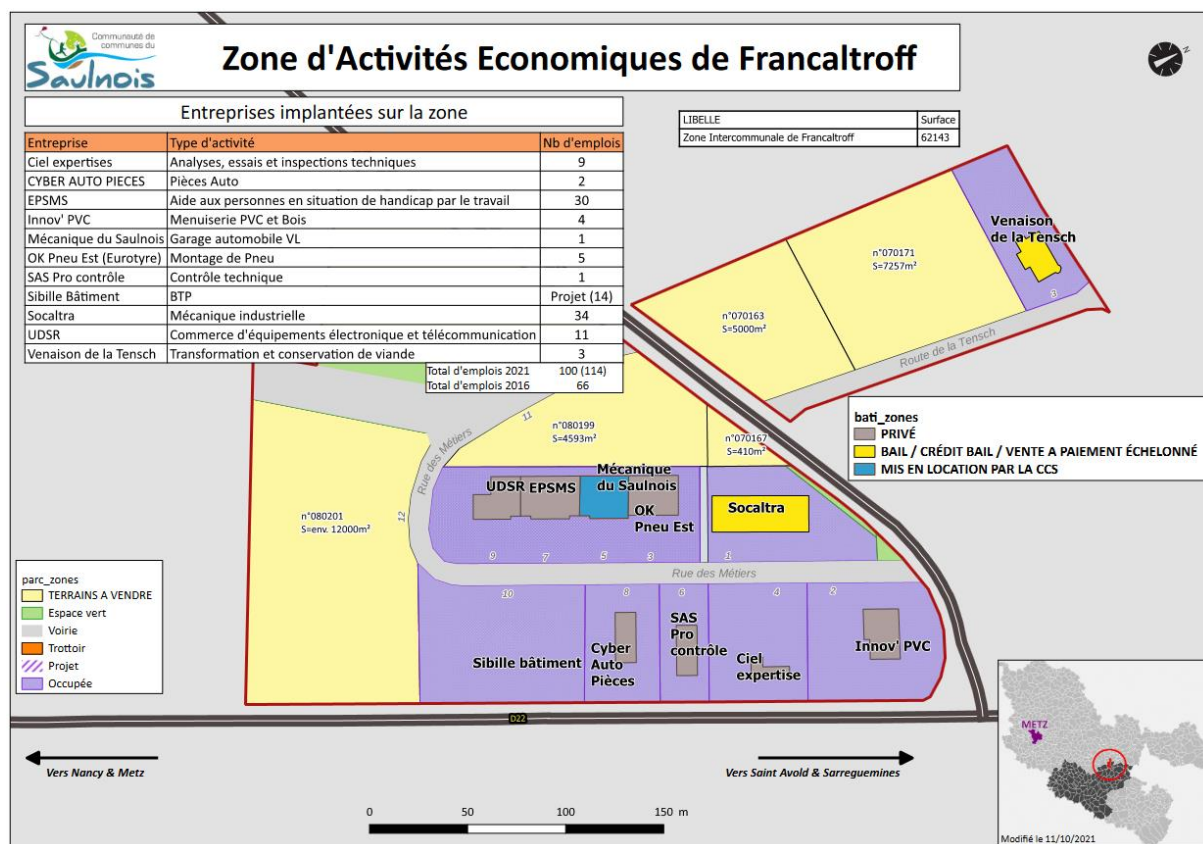 Communauté de
communes du
Saulnois
Zone d'Activités Economiques de Francaltroff
N
Entreprises implantées sur la zone
Entreprise Type d'activité Nb d'emplois
Ciel expertises Analyses, essais et inspections techniques 9
CYBER AUTO PIECES Pièces Auto 2
EPSMS Aide aux personnes en situation de handicap par le travail 30
Innov' PVC Menuiserie PVC et Bois 4
Mécanique du Saulnois Garage automobile VL 1
OK Pneu Est (Eurotyre) Montage de Pneu 5
SAS Pro contrôle Contrôle technique 1
Sibille Bâtiment BTP Projet (14)
Socaltra Mécanique industrielle 34
UDSR Commerce d'équipements électronique et télécommunication 11
Venaison de la Tensch Transformation et conservation de viande 3
Total d'emplois 2021 100 (114)
Total d'emplois 2016 66
LIBELLE Surface
Zone Intercommunale de Francaltroff 62143
Venaison
de la Tensch
3
n°070171
S=7257m²
n°070163
S=5000m²
Route de la Tensch
bati_zones
PRIVÉ
BAIL / CRÉDIT BAIL / VENTE A PAIEMENT ÉCHELONNÉ
MIS EN LOCATION PAR LA CCS
11
n°080199
S=4593m²
n°070167
S=410m²
Rue des Métiers
12
n°080201
S=env. 12000m²
UDSR
EPSMS
Mécanique
du Saulnois
OK
Pneu Est
Socaltra
9 7 5 3 1
Rue des Métiers
10 8 6 4 2
Sibille bâtiment
Cyber
Auto
Pièces
SAS
Pro
contrôle
Ciel
expertise
Innov' PVC
parc_zones
TERRAINS A VENDRE
Espace vert
Voirie
Trottoir
Projet
Occupée
D22
Vers Nancy & Metz
Vers Saint Avold & Sarreguemines
0 50 100 150 m
METZ
Modifié le 11/10/2021